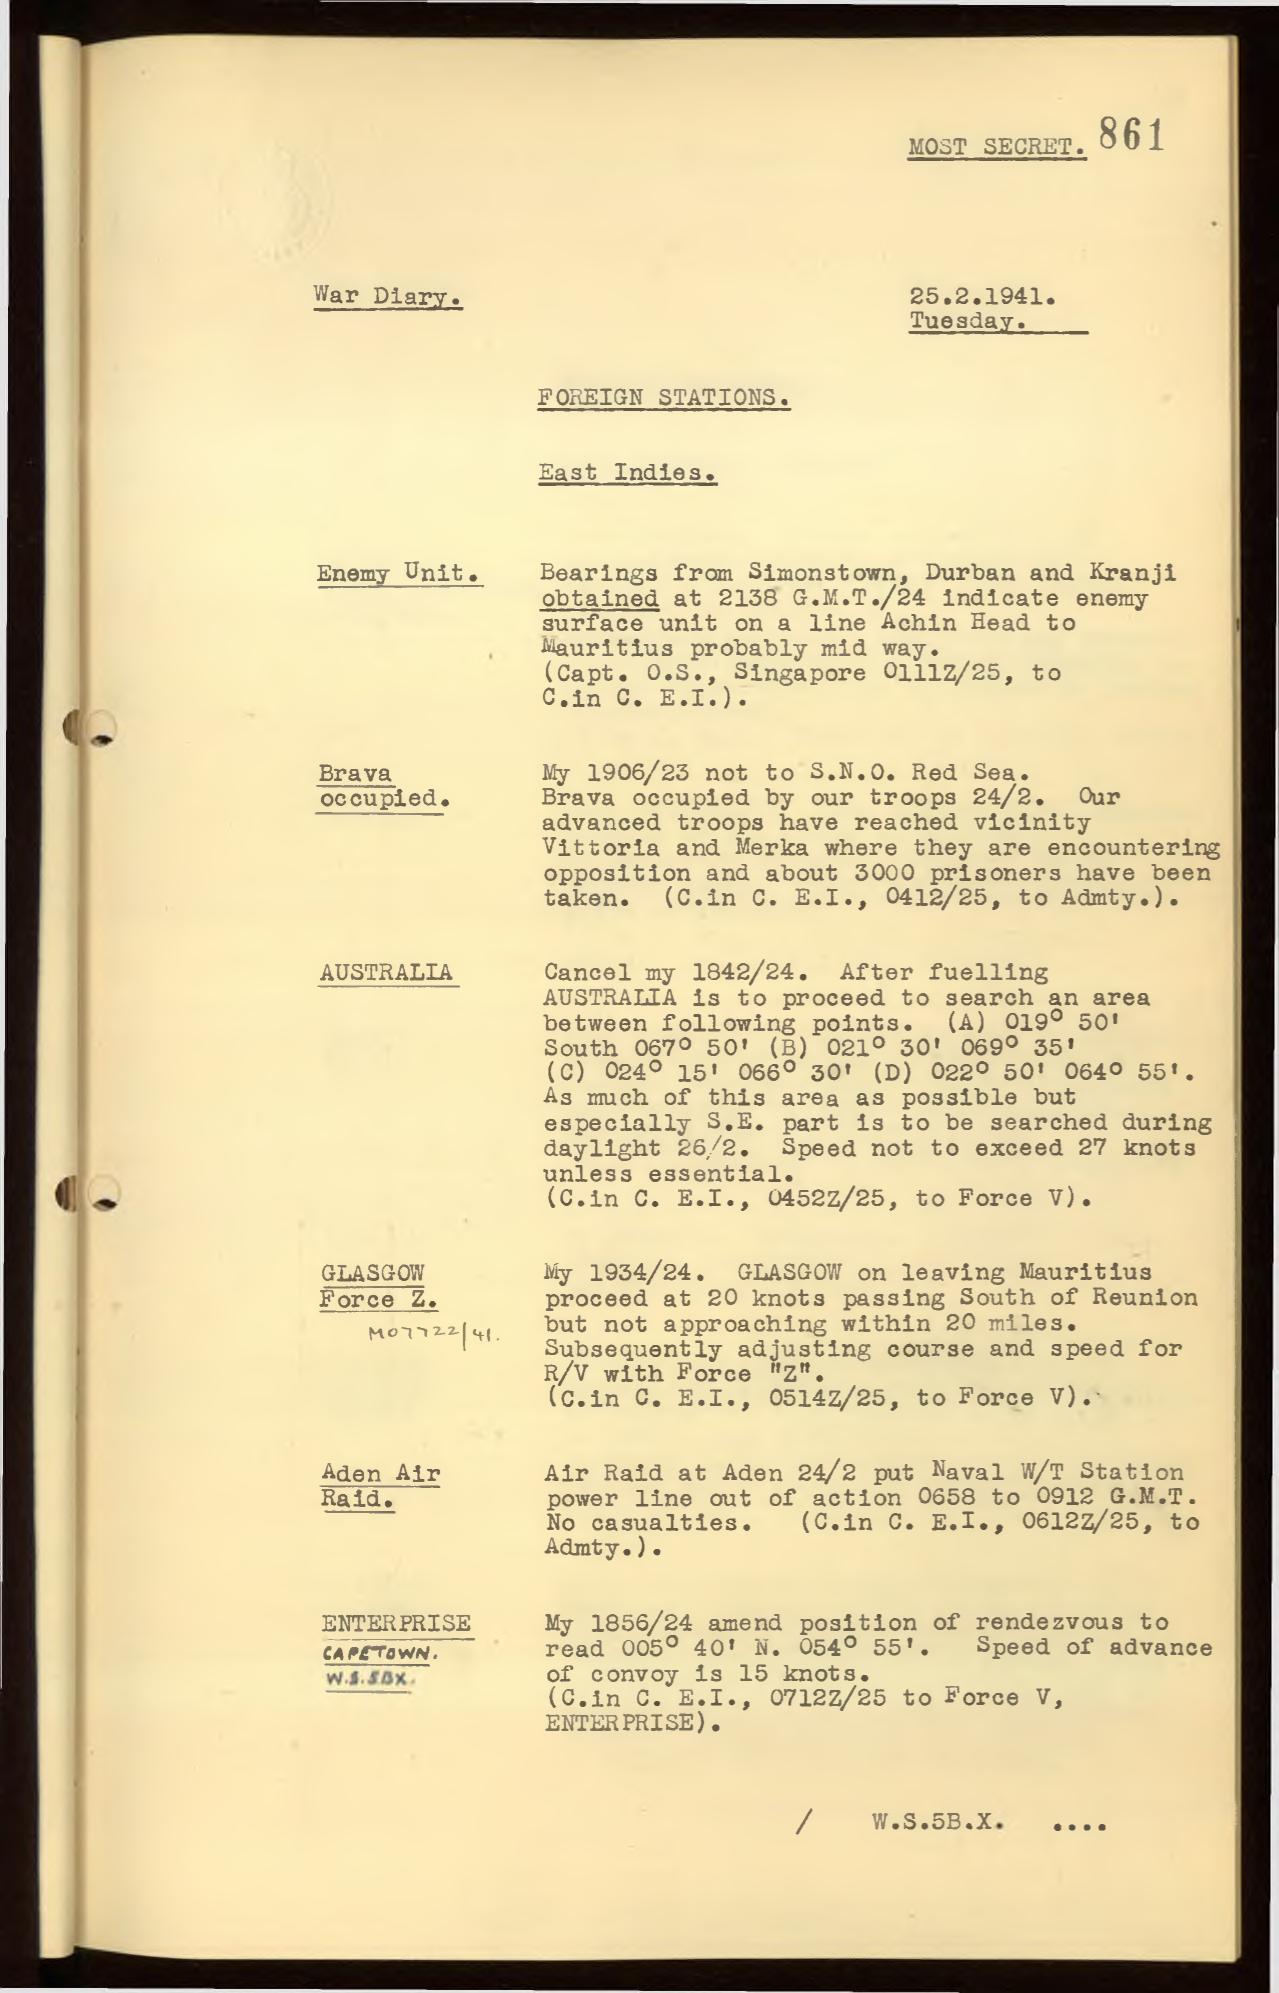 MOST SECRET. 861
War Diary. 25.2.1941.
Tuesday.
FOREIGN STATIONS.
East Indies.
Enemy Unit. Bearings from Simonstown, Durban and Kranji
obtained at 2138 G.M.T./24 indicate enemy
surface unit on a line Achin Head to
Mauritius probably mid way.
(Capt. O.S., Singapore 0111Z/25, to
C.in C. E.I.).
Brava My 1906/23 not to S.N.O. Red Sea.
occupied. Brava occupied by our troops 24/2. Our
advanced troops have reached vicinity
Vittoria and Merka where they are encountering
opposition and about 3000 prisoners have been
taken. (C.in C. E.I., 0412/25, to Admty.).
AUSTRALIA Cancel my 1842/24. After fuelling
AUSTRALIA is to proceed to search an area
between following points. (A) 019° 50'
South 067° 50' (B) 021° 30' 069° 35'
(C) 024° 15' 066° 30' (D) 022° 50' 064° 55'.
As much of this area as possible but
especially S.E. part is to be searched during
daylight 26/2. Speed not to exceed 27 knots
unless essential.
(C.in C. E.I., 0452Z/25, to Force V).
GLASGOW My 1934/24. GLASGOW on leaving Mauritius
Force Z. proceed at 20 knots passing South of Reunion
M07722/41. but not approaching within 20 miles.
Subsequently adjusting course and speed for
R/V with Force "Z".
(C.in C. E.I., 0514Z/25, to Force V).
Aden Air Air Raid at Aden 24/2 put Naval W/T Station
Raid. power line out of action 0658 to 0912 G.M.T.
No casualties. (C.in C. E.I., 0612Z/25, to
Admty.).
ENTERPRISE My 1856/24 amend position of rendezvous to
CAPETOWN. read 005° 40' N. 054° 55'. Speed of advance
W.S.5BX. of convoy is 15 knots.
(C.in C. E.I., 0712Z/25 to Force V,
ENTERPRISE).
/ W.S.5B.X. ....